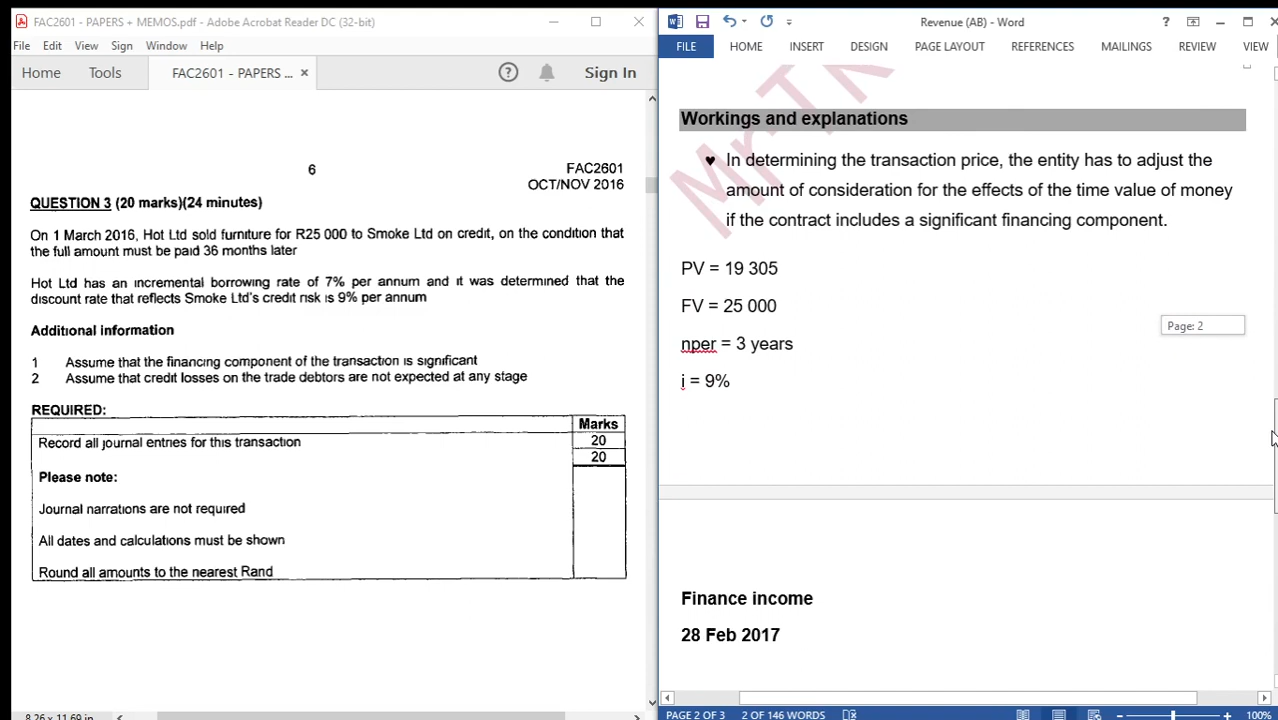 FAC2601 - PAPERS + MEMOS.pdf - Adobe Acrobat Reader DC (32-bit)
File Edit View Sign Window Help
Home Tools FAC2601 - PAPERS ... × Sign In
6 FAC2601
OCT/NOV 2016
QUESTION 3 (20 marks)(24 minutes)
On 1 March 2016, Hot Ltd sold furniture for R25 000 to Smoke Ltd on credit, on the condition that
the full amount must be paid 36 months later
Hot Ltd has an incremental borrowing rate of 7% per annum and it was determined that the
discount rate that reflects Smoke Ltd's credit risk is 9% per annum
Additional information
1 Assume that the financing component of the transaction is significant
2 Assume that credit losses on the trade debtors are not expected at any stage
REQUIRED:
Marks
Record all journal entries for this transaction 20
20
Please note:
Journal narrations are not required
All dates and calculations must be shown
Round all amounts to the nearest Rand
8.26 x 11.69 in
Revenue (AB) - Word
FILE HOME INSERT DESIGN PAGE LAYOUT REFERENCES MAILINGS REVIEW VIEW
Workings and explanations
♥ In determining the transaction price, the entity has to adjust the
amount of consideration for the effects of the time value of money
if the contract includes a significant financing component.
PV = 19 305
FV = 25 000
nper = 3 years
i = 9%
Page: 2
Finance income
28 Feb 2017
PAGE 2 OF 3 2 OF 146 WORDS 100%